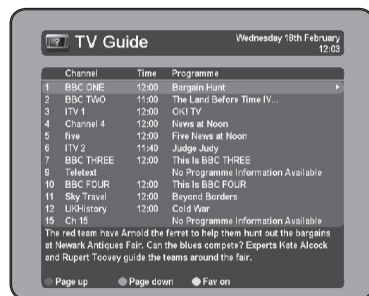 TV Guide
Wednesday 18th February
12:03
Channel Time Programme
1 BBC ONE 12:00 Bargain Hunt
2 BBC TWO 11:00 The Land Before Time IV...
3 ITV 1 12:00 OKI TV
4 Channel 4 12:00 News at Noon
5 five 12:00 Five News at Noon
6 ITV 2 11:40 Judge Judy
7 BBC THREE 12:00 This Is BBC THREE
9 Teletext No Programme Information Available
10 BBC FOUR 12:00 This Is BBC FOUR
11 Sky Travel 12:00 Beyond Borders
12 UKHistory 12:00 Cold War
15 Ch 15 No Programme Information Available
The red team have Arnold the ferret to help them hunt out the bargains
at Newark Antiques Fair. Can the blues compete? Experts Kate Alcock
and Rupert Toovey guide the teams around the fair.
Page up Page down Fav on